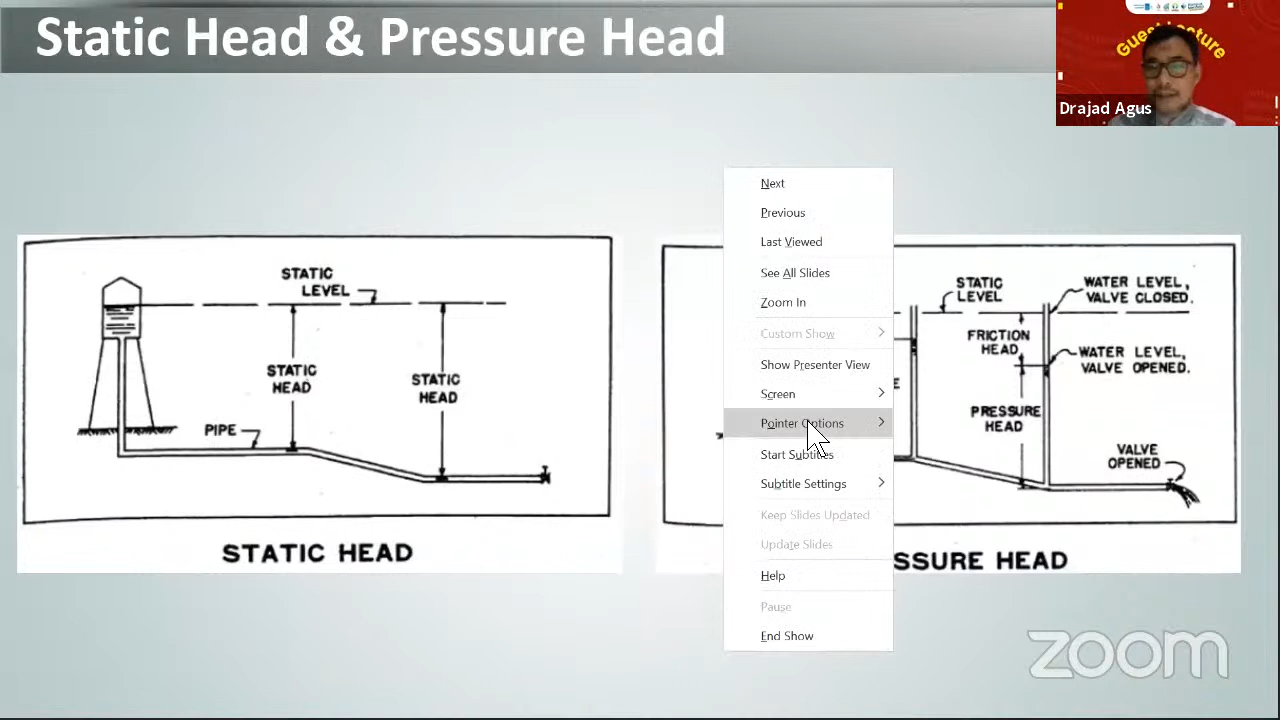 Static Head & Pressure Head
Guest Lecture
Drajad Agus
STATIC
LEVEL
STATIC
HEAD
STATIC
HEAD
PIPE
STATIC HEAD
Next
Previous
Last Viewed
See All Slides
Zoom In
Custom Show
Show Presenter View
Screen
Pointer Options
Start Subtitles
Subtitle Settings
Keep Slides Updated
Update Slides
Help
Pause
End Show
STATIC
LEVEL
WATER LEVEL,
VALVE CLOSED.
FRICTION
HEAD
WATER LEVEL,
VALVE OPENED.
PRESSURE
HEAD
VALVE
OPENED
SSURE HEAD
zoom